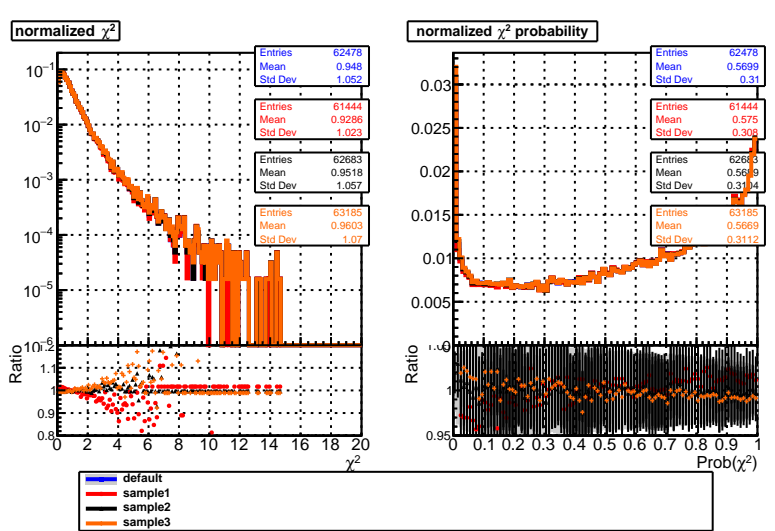 normalized χ²
Entries 62478
Mean 0.948
Std Dev 1.052
Entries 61444
Mean 0.9286
Std Dev 1.023
Entries 62683
Mean 0.9518
Std Dev 1.057
Entries 63185
Mean 0.9603
Std Dev 1.07
10⁻¹
10⁻²
10⁻³
10⁻⁴
10⁻⁵
Ratio
1.1
1
0.9
0.8
0 2 4 6 8 10 12 14 16 18 20
χ²
normalized χ² probability
Entries 62478
Mean 0.5699
Std Dev 0.31
Entries 61444
Mean 0.575
Std Dev 0.308
Entries 62683
Mean
Std Dev 0.3104
Entries 63185
Mean 0.5669
Std Dev 0.3112
0.03
0.025
0.02
0.015
0.01
0.005
Ratio
1
0.95
0 0.1 0.2 0.3 0.4 0.5 0.6 0.7 0.8 0.9 1
Prob(χ²)
default
sample1
sample2
sample3